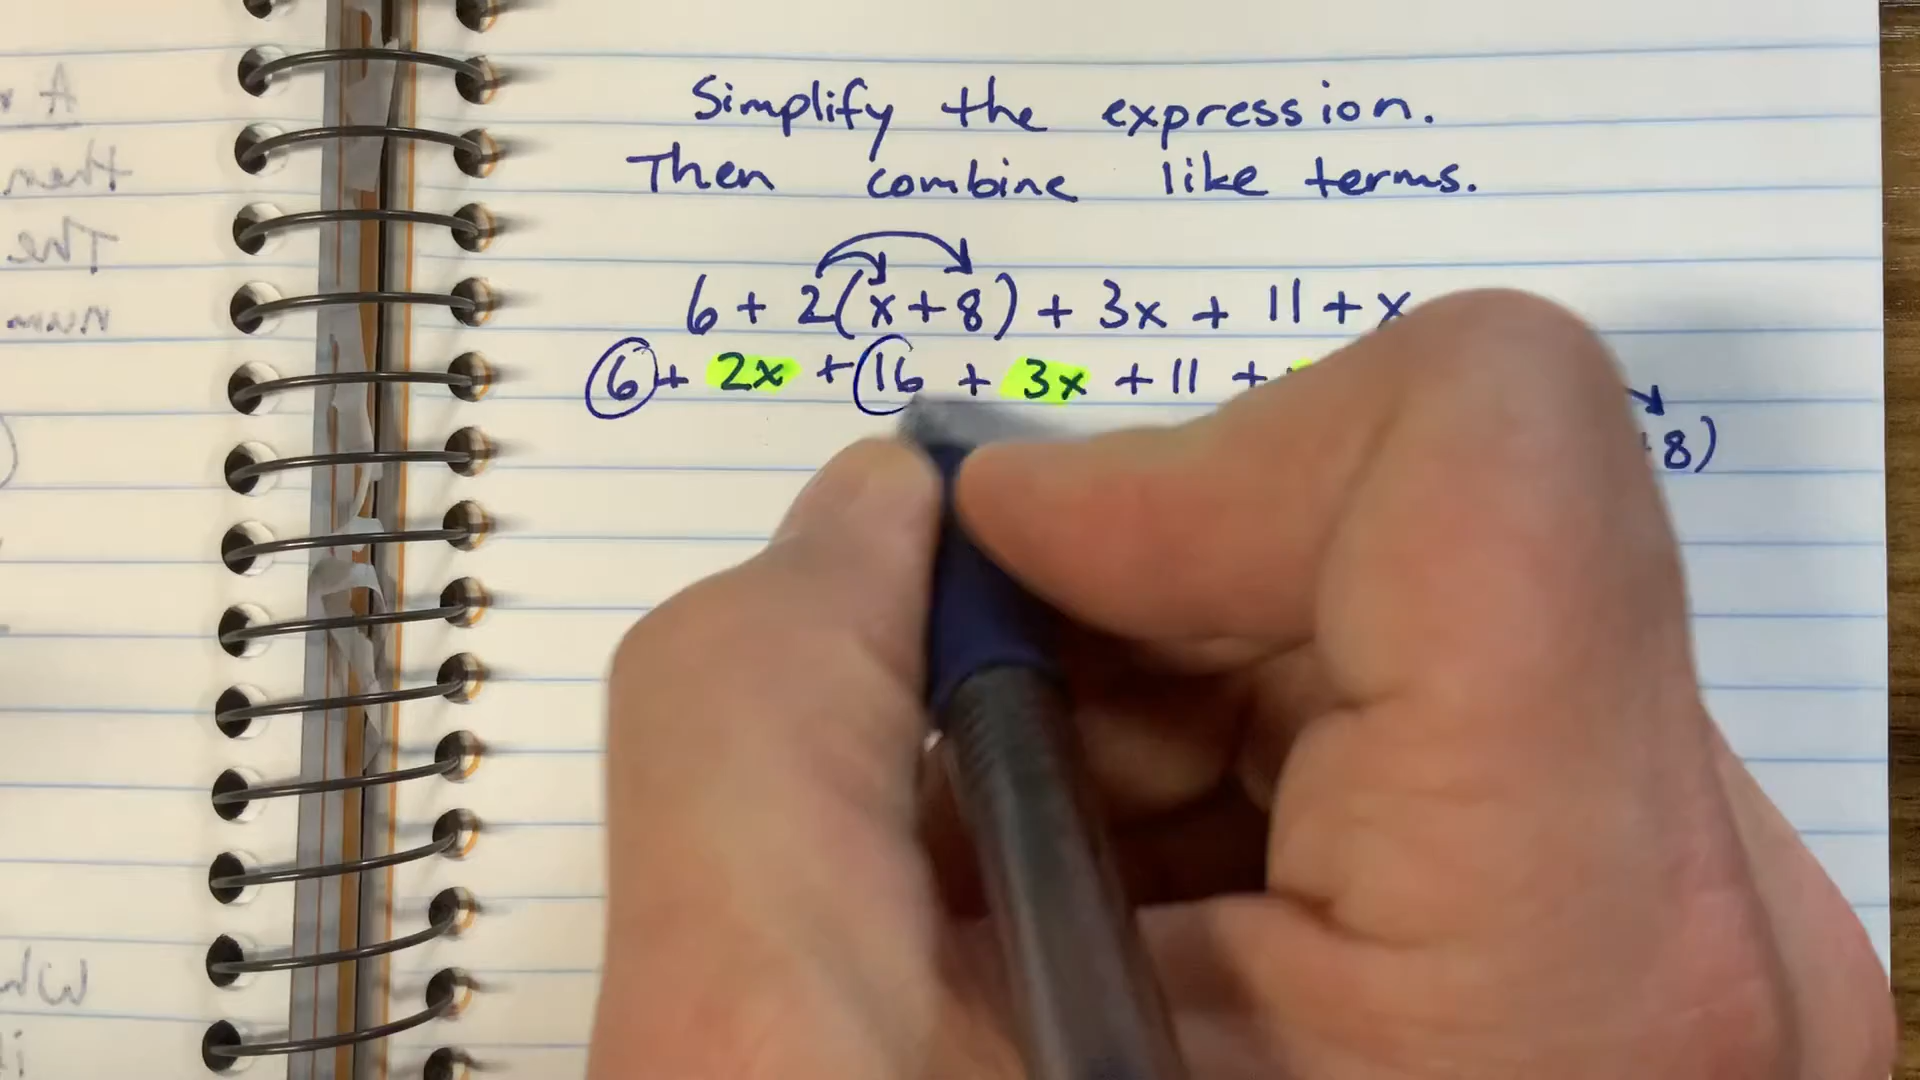 Simplify the expression.
Then combine like terms.
6 + 2(x + 8) + 3x + 11 + x
6 + 2x + 16 + 3x + 11 +
8)